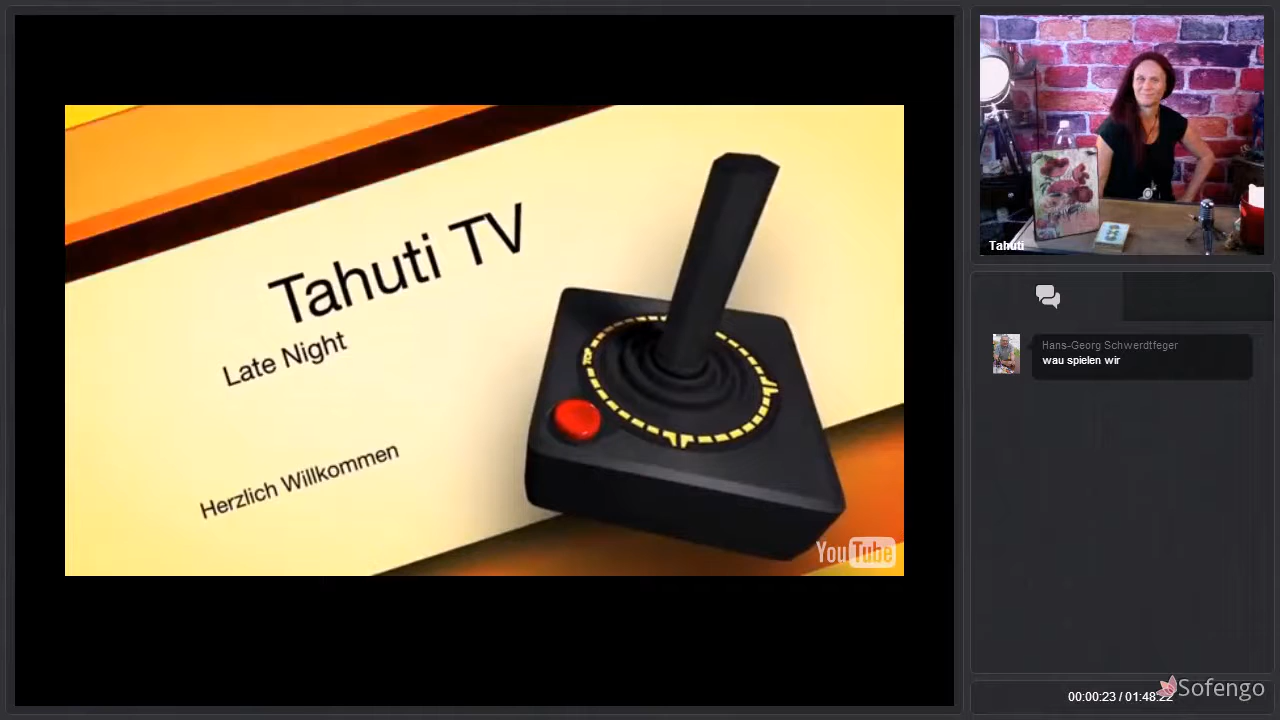 Tahuti TV
Late Night
Herzlich Willkommen
TOP
YouTube
Tahuti
Hans-Georg Schwerdtfeger
wau spielen wir
00:00:23 / 01:48:22
Sofengo